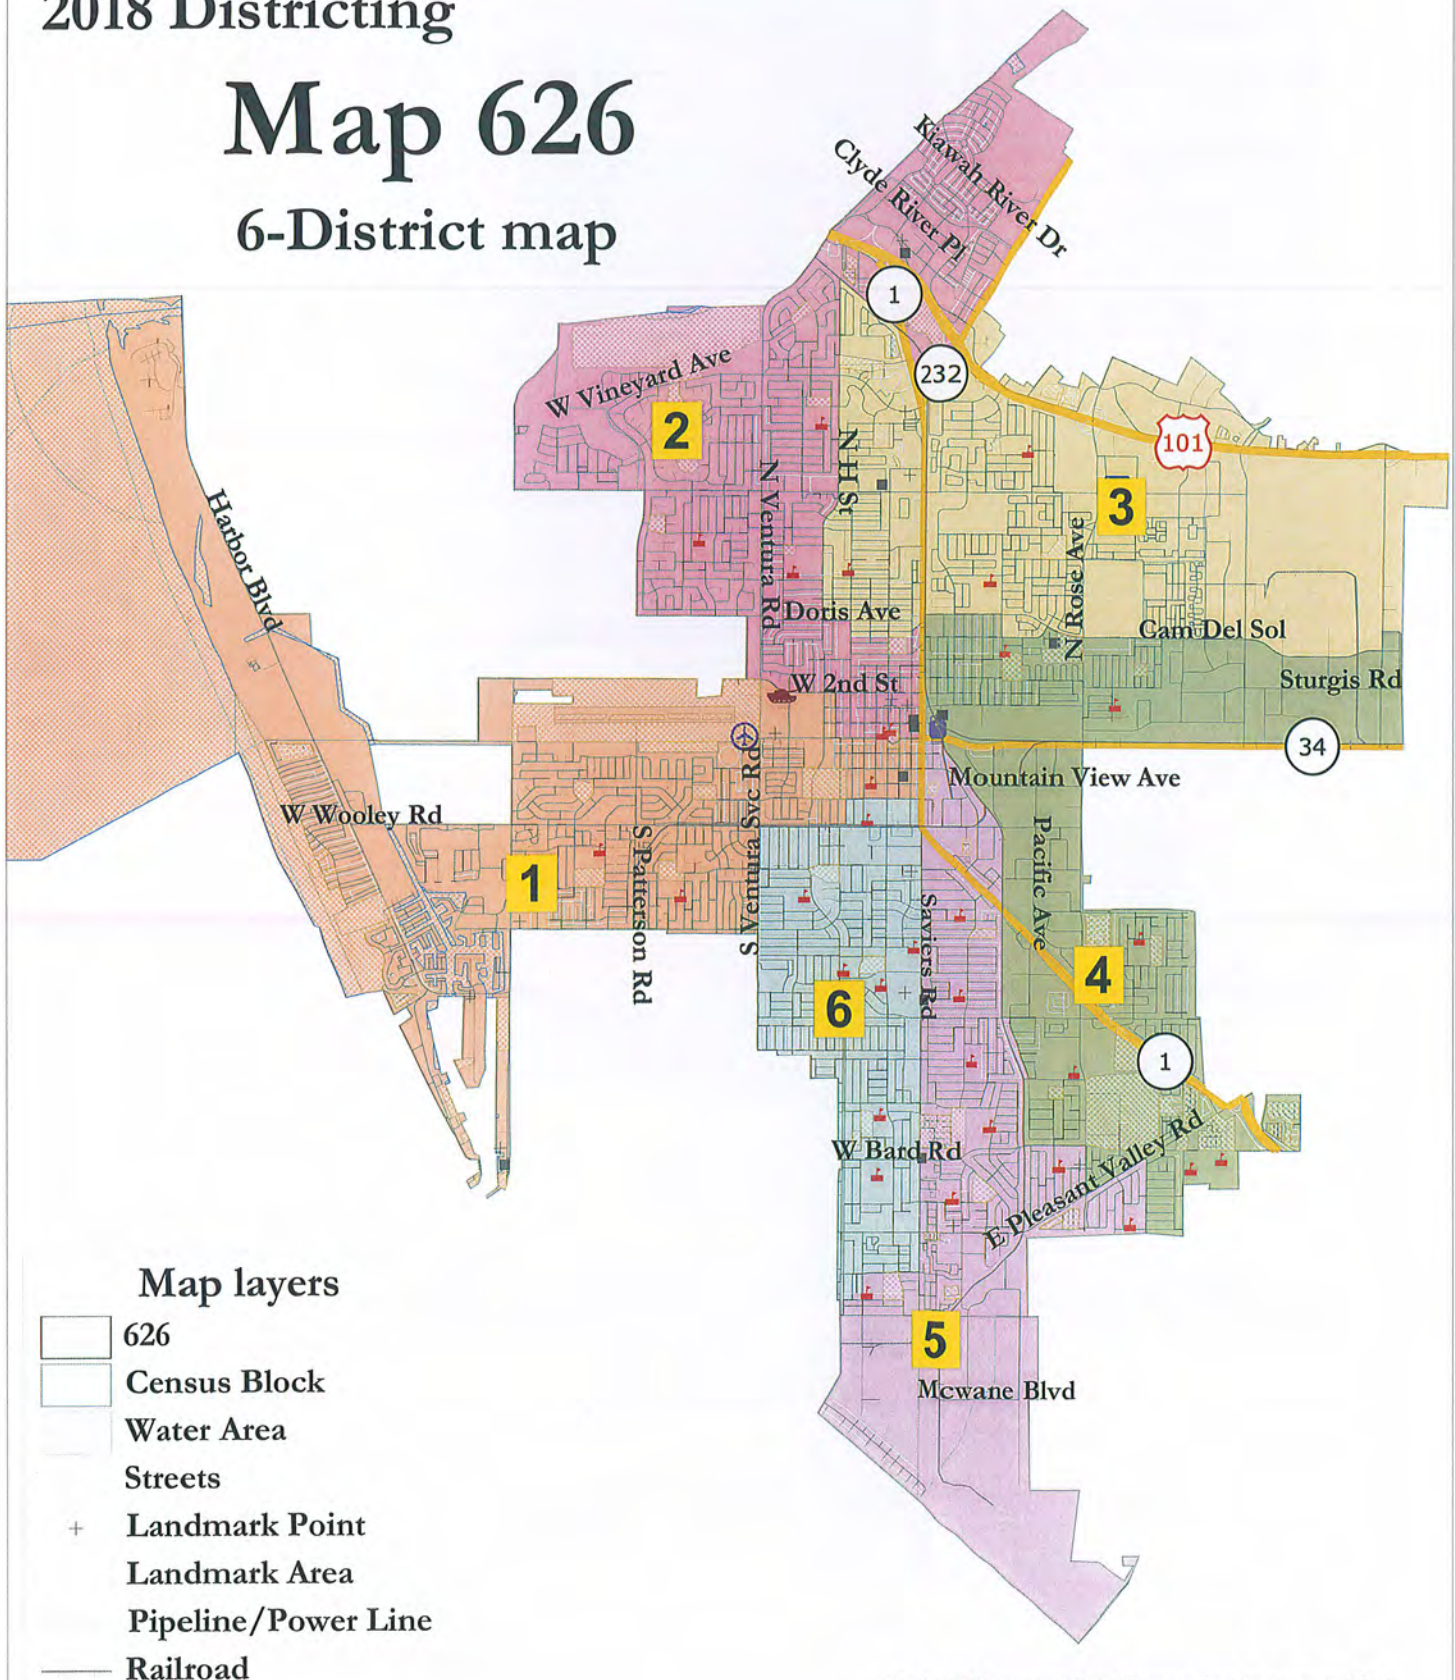 2018 Districting
Map 626
6-District map
Kiawah River Dr
Clyde River Pl
1
232
101
W Vineyard Ave
2
N H St
N Ventura Rd
3
N Rose Ave
Harbor Blvd
Doris Ave
Cam Del Sol
W 2nd St
Sturgis Rd
34
Mountain View Ave
W Wooley Rd
S Ventura Svc Rd
S Patterson Rd
Pacific Ave
1
Saviers Rd
4
6
1
W Bard Rd
E Pleasant Valley Rd
5
Mcwane Blvd
Map layers
626
Census Block
Water Area
Streets
Landmark Point
Landmark Area
Pipeline/Power Line
Railroad